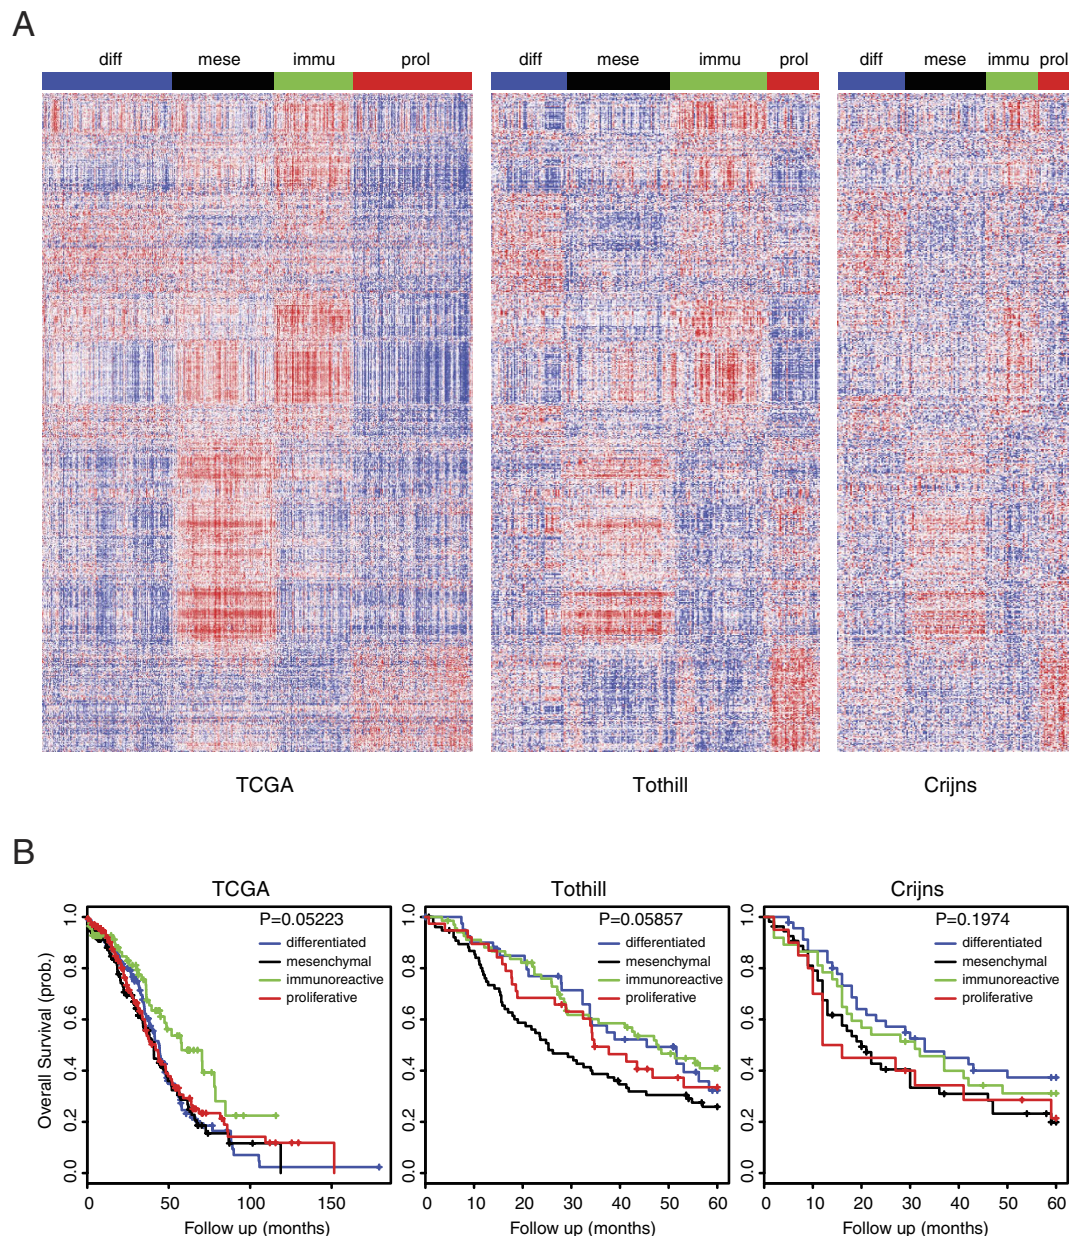 A
diff mese immu prol diff mese immu prol diff mese immu prol
TCGA Tothill Crijns
B
TCGA Tothill Crijns
P=0.05223 P=0.05857 P=0.1974
differentiated differentiated differentiated
mesenchymal mesenchymal mesenchymal
immunoreactive immunoreactive immunoreactive
proliferative proliferative proliferative
Overall Survival (prob.)
1.0 1.0 1.0
0.8 0.8 0.8
0.6 0.6 0.6
0.4 0.4 0.4
0.2 0.2 0.2
0.0 0.0 0.0
0 50 100 150 0 10 20 30 40 50 60 0 10 20 30 40 50 60
Follow up (months) Follow up (months) Follow up (months)